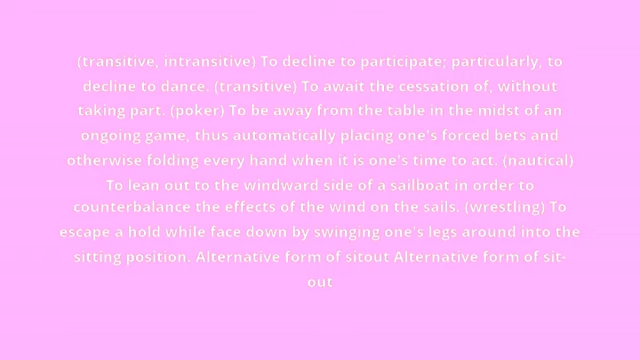 (transitive, intransitive) To decline to participate; particularly, to
decline to dance. (transitive) To await the cessation of, without
taking part. (poker) To be away from the table in the midst of an
ongoing game, thus automatically placing one's forced bets and
otherwise folding every hand when it is one's time to act. (nautical)
To lean out to the windward side of a sailboat in order to
counterbalance the effects of the wind on the sails. (wrestling) To
escape a hold while face down by swinging one's legs around into the
sitting position. Alternative form of sitout Alternative form of sit-
out